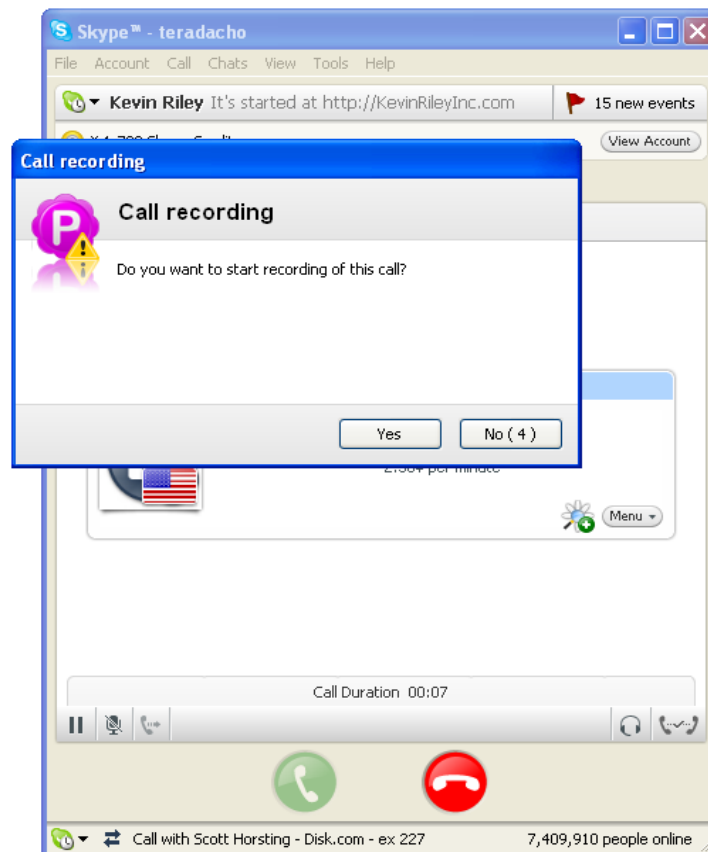 Skype™ - teradacho
File Account Call Chats View Tools Help
Kevin Riley It's started at http://KevinRileyInc.com
15 new events
View Account
Call recording
P
Call recording
Do you want to start recording of this call?
Yes
No ( 4 )
per minute
Menu
Call Duration 00:07
Call with Scott Horsting - Disk.com - ex 227
7,409,910 people online